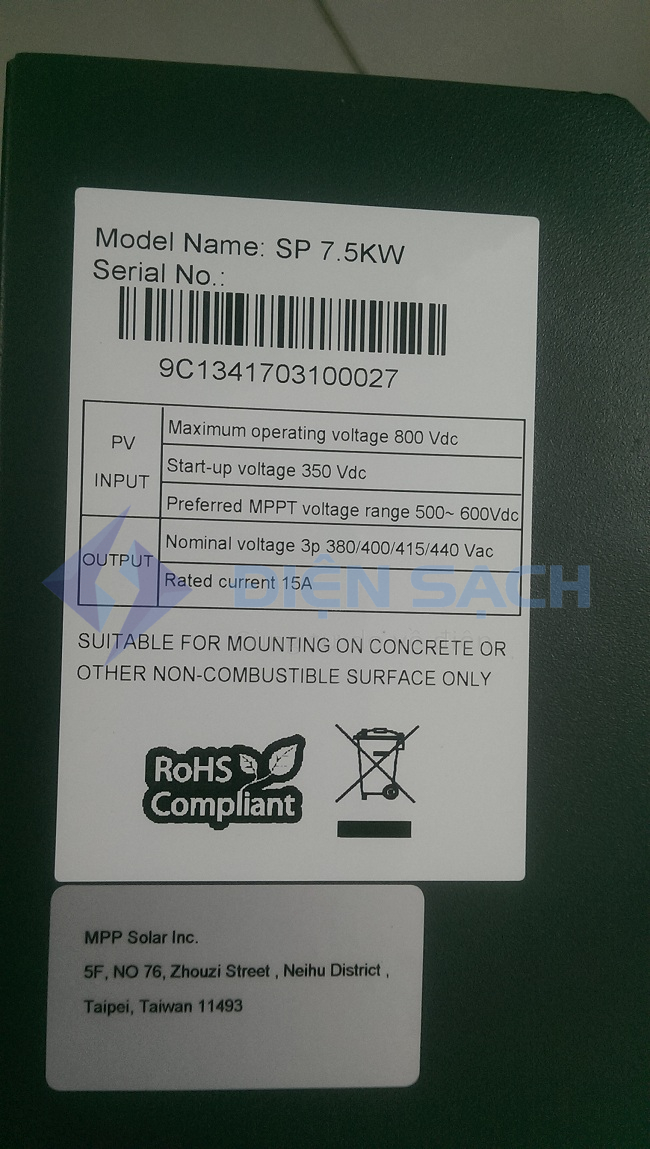 Model Name: SP 7.5KW
Serial No.:
9C1341703100027
PV INPUT
Maximum operating voltage 800 Vdc
Start-up voltage 350 Vdc
Preferred MPPT voltage range 500~ 600Vdc
OUTPUT
Nominal voltage 3p 380/400/415/440 Vac
Rated current 15A
ĐIỆN SẠCH
SUITABLE FOR MOUNTING ON CONCRETE OR
OTHER NON-COMBUSTIBLE SURFACE ONLY
RoHS
Compliant
MPP Solar Inc.
5F, NO 76, Zhouzi Street , Neihu District ,
Taipei, Taiwan 11493